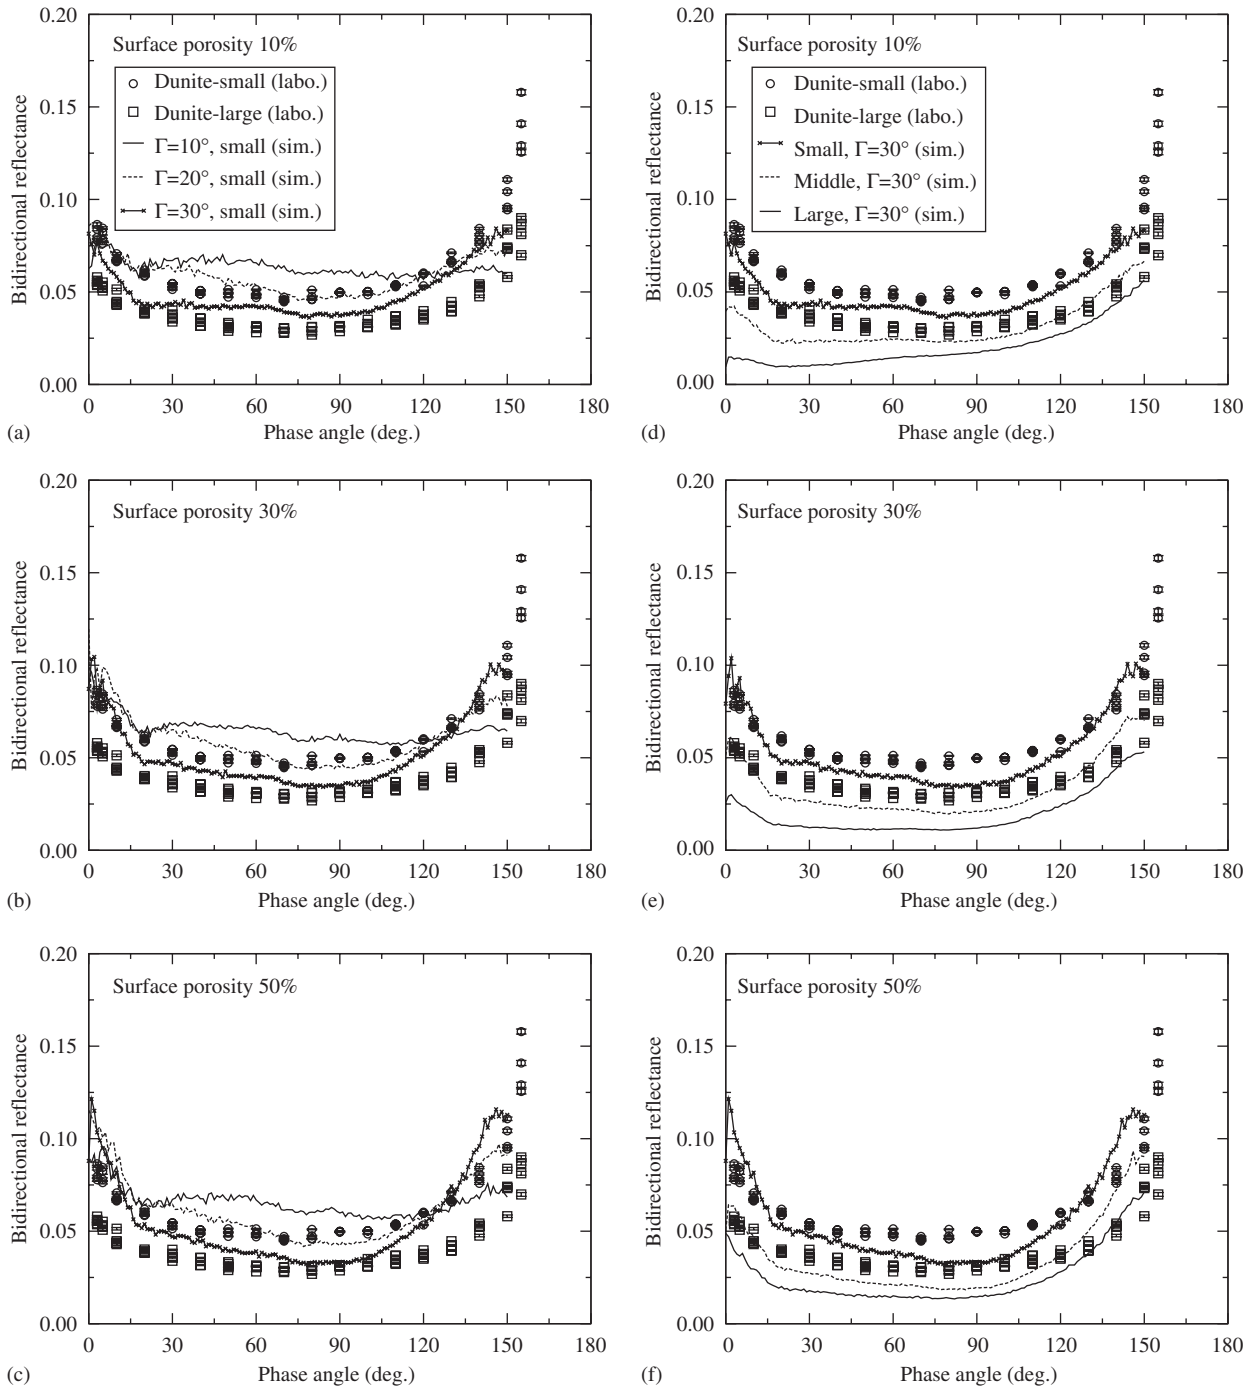 0.20
0.15
0.10
0.05
0.00
Bidirectional reflectance
Surface porosity 10%
Dunite-small (labo.)
Dunite-large (labo.)
Γ=10°, small (sim.)
Γ=20°, small (sim.)
Γ=30°, small (sim.)
0 30 60 90 120 150 180
Phase angle (deg.)
(a)
0.20
0.15
0.10
0.05
0.00
Bidirectional reflectance
Surface porosity 10%
Dunite-small (labo.)
Dunite-large (labo.)
Small, Γ=30° (sim.)
Middle, Γ=30° (sim.)
Large, Γ=30° (sim.)
0 30 60 90 120 150 180
Phase angle (deg.)
(d)
0.20
0.15
0.10
0.05
0.00
Bidirectional reflectance
Surface porosity 30%
0 30 60 90 120 150 180
Phase angle (deg.)
(b)
0.20
0.15
0.10
0.05
0.00
Bidirectional reflectance
Surface porosity 30%
0 30 60 90 120 150 180
Phase angle (deg.)
(e)
0.20
0.15
0.10
0.05
0.00
Bidirectional reflectance
Surface porosity 50%
0 30 60 90 120 150 180
Phase angle (deg.)
(c)
0.20
0.15
0.10
0.05
0.00
Bidirectional reflectance
Surface porosity 50%
0 30 60 90 120 150 180
Phase angle (deg.)
(f)